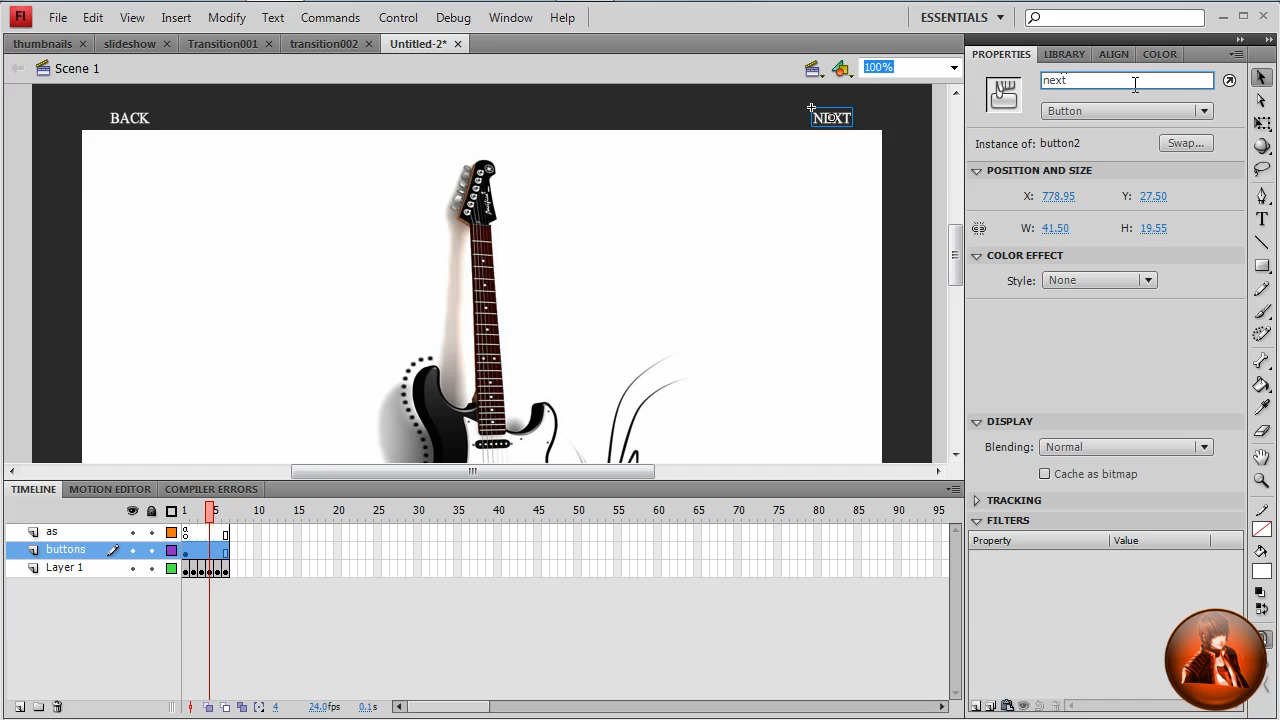 Fl File Edit View Insert Modify Text Commands Control Debug Window Help ESSENTIALS
thumbnails slideshow Transition001 transition002 Untitled-2*
Scene 1 100%
BACK NEXT
PROPERTIES LIBRARY ALIGN COLOR
next
Button
Instance of: button2 Swap...
POSITION AND SIZE
X: 778.95 Y: 27.50
W: 41.50 H: 19.55
COLOR EFFECT
Style: None
DISPLAY
Blending: Normal
Cache as bitmap
TRACKING
FILTERS
Property Value
TIMELINE MOTION EDITOR COMPILER ERRORS
1 5 10 15 20 25 30 35 40 45 50 55 60 65 70 75 80 85 90 95
as
buttons
Layer 1
4 24.0fps 0.1s